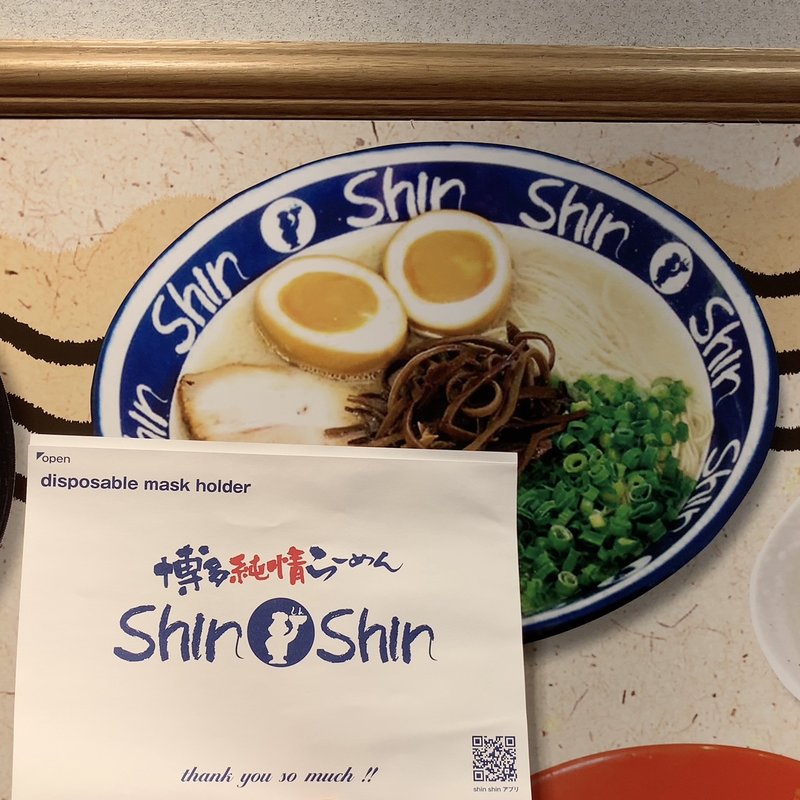 Shin
Shin
Shin
Shin
Shin
Shin
open
disposable mask holder
博多純情らーめん
Shin Shin
thank you so much !!
shin shin アプリ